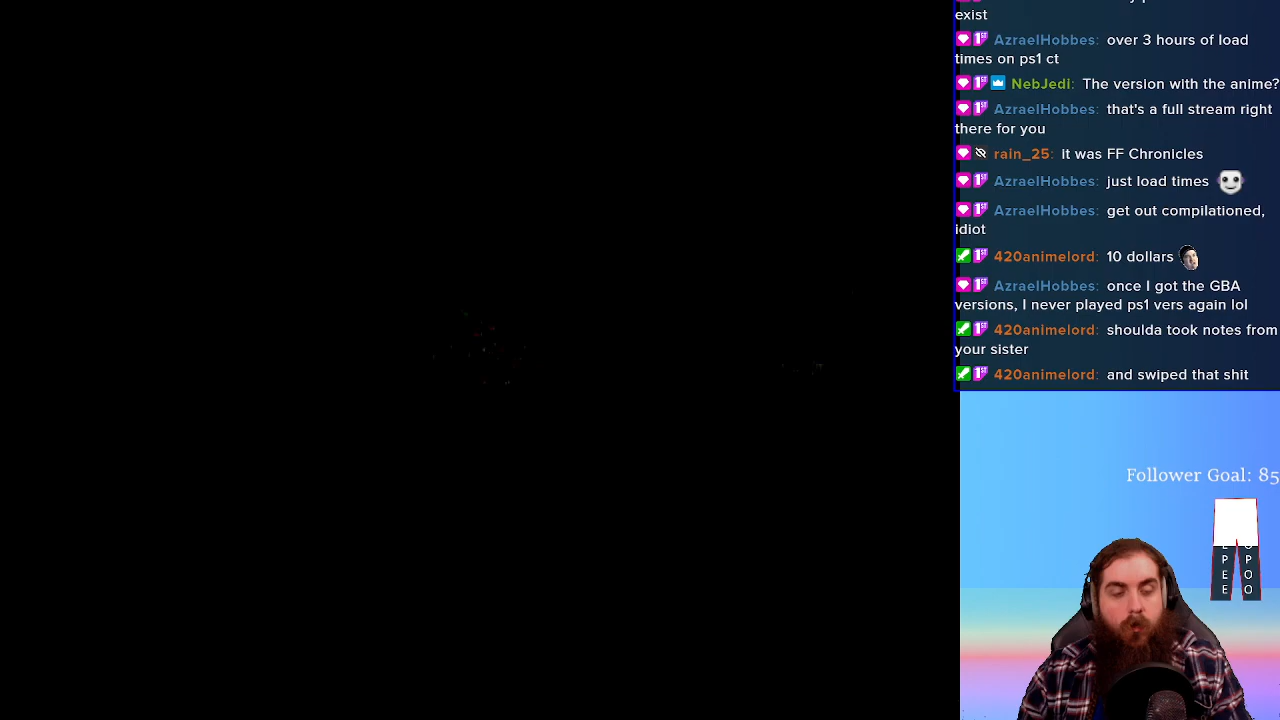 exist
AzraelHobbes: over 3 hours of load
times on ps1 ct
NebJedi: The version with the anime?
AzraelHobbes: that's a full stream right
there for you
rain_25: it was FF Chronicles
AzraelHobbes: just load times
AzraelHobbes: get out compilationed,
idiot
420animelord: 10 dollars
AzraelHobbes: once I got the GBA
versions, I never played ps1 vers again lol
420animelord: shoulda took notes from
your sister
420animelord: and swiped that shit
Follower Goal: 85
PEE
POO